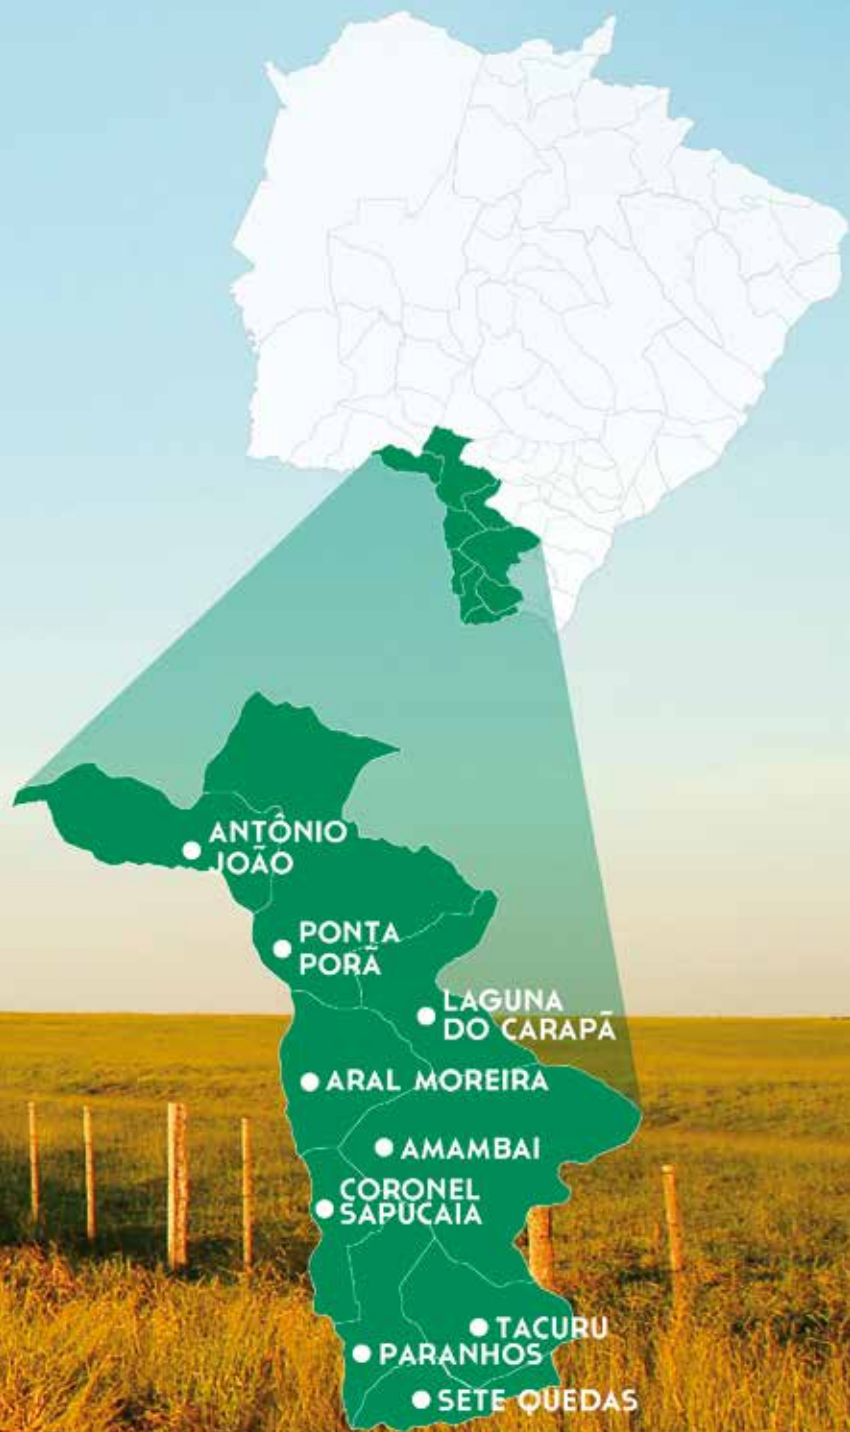 ANTÔNIO
JOÃO
PONTA
PORÃ
LAGUNA
DO CARAPÃ
ARAL MOREIRA
AMAMBAI
CORONEL
SAPUCAIA
TACURU
PARANHOS
SETE QUEDAS